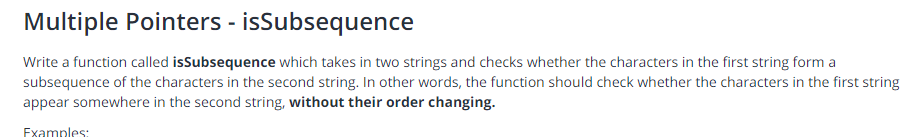 Multiple Pointers - isSubsequence
Write a function called isSubsequence which takes in two strings and checks whether the characters in the first string form a
subsequence of the characters in the second string. In other words, the function should check whether the characters in the first string
appear somewhere in the second string, without their order changing.
Examples: